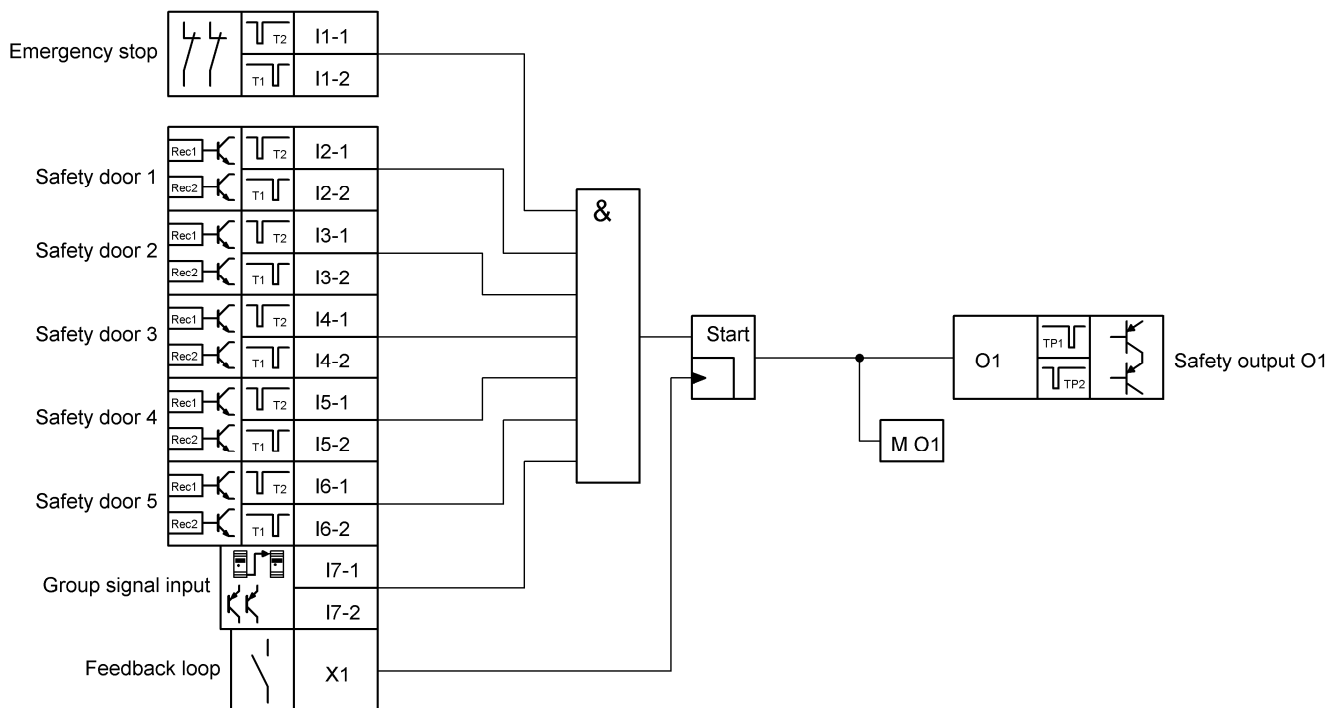 Emergency stop
T2
I1-1
T1
I1-2
Safety door 1
Rec1
T2
I2-1
Rec2
T1
I2-2
Safety door 2
Rec1
T2
I3-1
Rec2
T1
I3-2
Safety door 3
Rec1
T2
I4-1
Rec2
T1
I4-2
Safety door 4
Rec1
T2
I5-1
Rec2
T1
I5-2
Safety door 5
Rec1
T2
I6-1
Rec2
T1
I6-2
Group signal input
I7-1
I7-2
Feedback loop
X1
&
Start
O1
TP1
TP2
Safety output O1
M O1